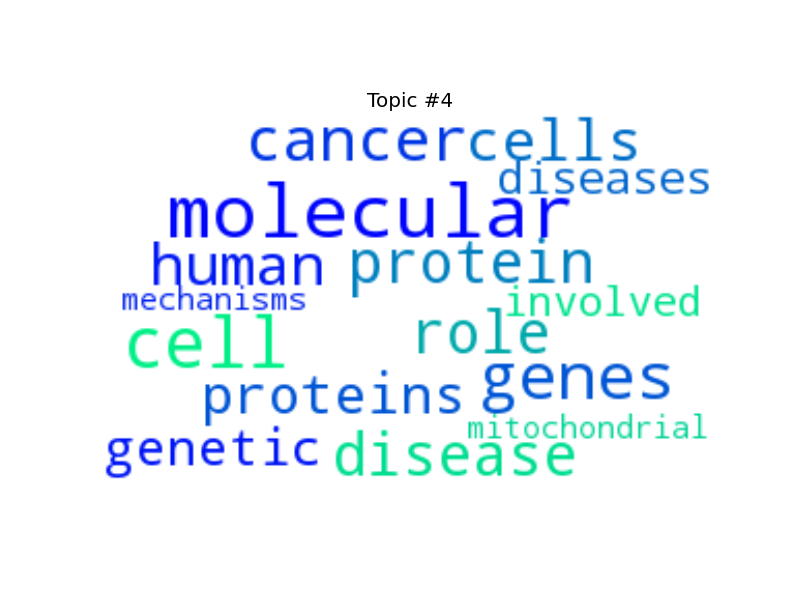 Topic #4
cancer cells
diseases
molecular
human protein
mechanisms involved
cell role
genes
proteins
mitochondrial
genetic disease